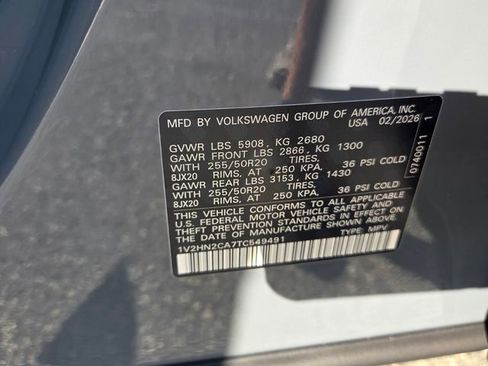 MFD BY VOLKSWAGEN GROUP OF AMERICA, INC.
USA 02/2026
GVWR LBS 5908, KG 2680
GAWR FRONT LBS 2866, KG 1300
WITH 255/50R20 TIRES,
8JX20 RIMS, AT 250 KPA, 36 PSI COLD
GAWR REAR LBS 3153, KG 1430
WITH 255/50R20 TIRES,
8JX20 RIMS, AT 250 KPA, 36 PSI COLD
THIS VEHICLE CONFORMS TO ALL APPLICABLE
U.S. FEDERAL MOTOR VEHICLE SAFETY
STANDARDS IN EFFECT ON THE DATE OF
MANUFACTURE SHOWN ABOVE.
1V2HN2CA7TC549491 TYPE: MPV
0740011 1